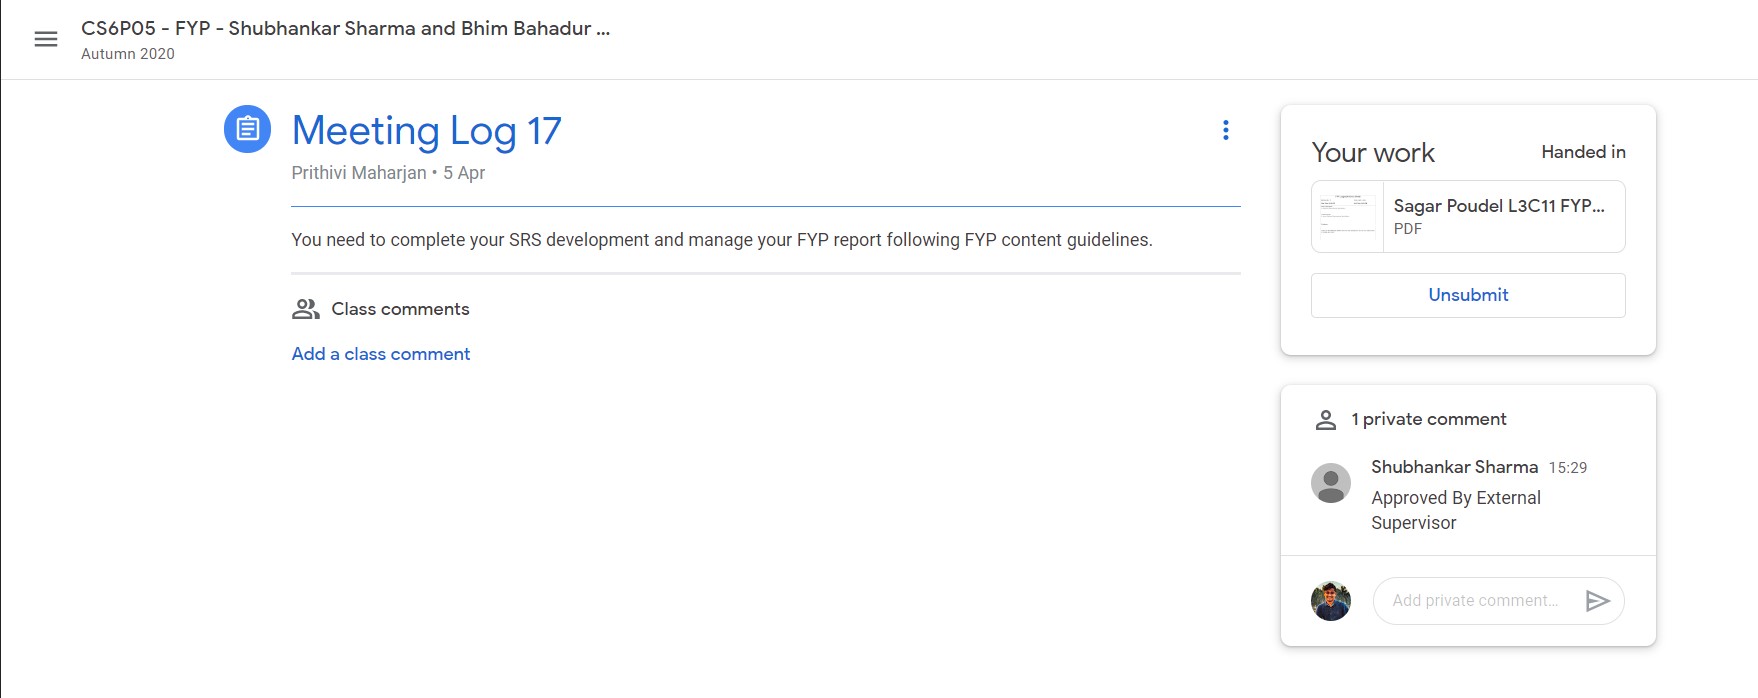 CS6P05 - FYP - Shubhankar Sharma and Bhim Bahadur ...
Autumn 2020
Meeting Log 17
Prithivi Maharjan • 5 Apr
You need to complete your SRS development and manage your FYP report following FYP content guidelines.
Class comments
Add a class comment
Your work
Handed in
Sagar Poudel L3C11 FYP...
PDF
Unsubmit
1 private comment
Shubhankar Sharma 15:29
Approved By External
Supervisor
Add private comment...